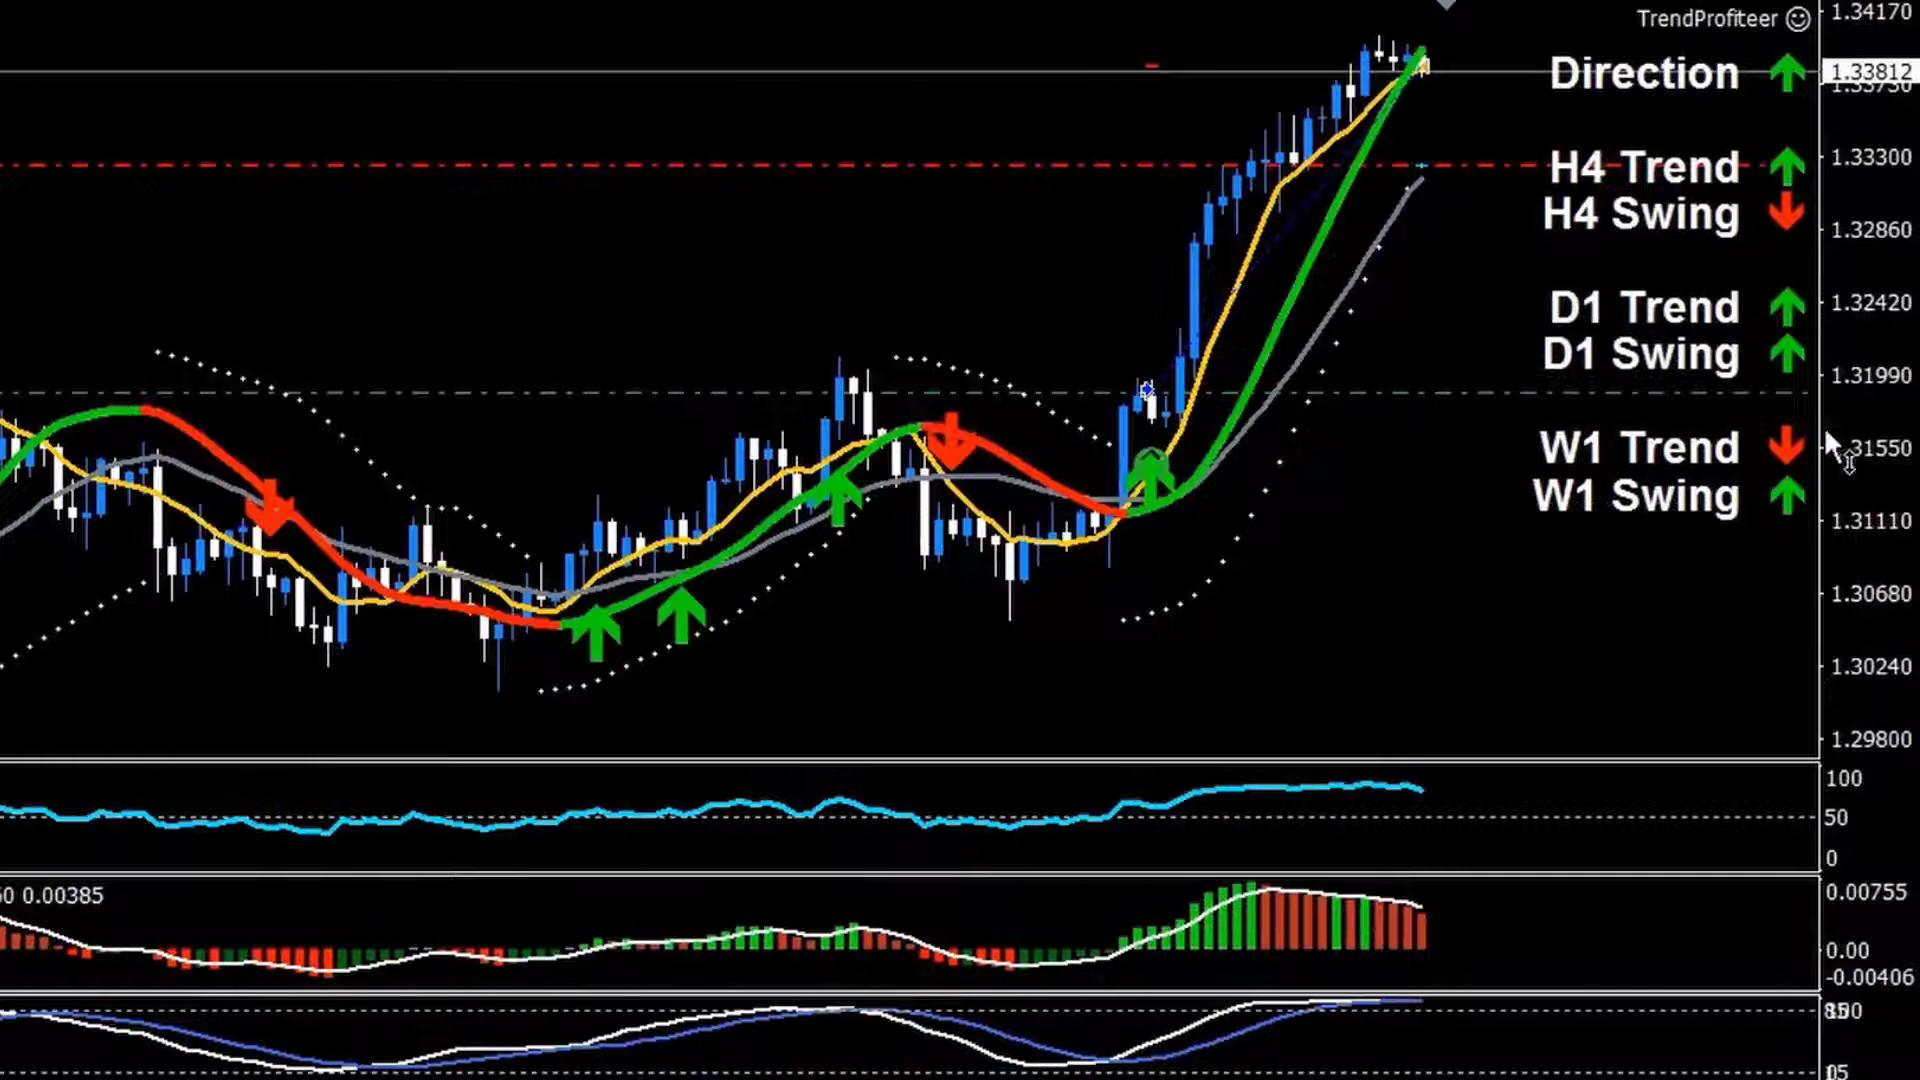 TrendProfiteer
1.34170
Direction
1.33812
H4 Trend
1.33300
H4 Swing
1.32860
D1 Trend
1.32420
D1 Swing
1.31990
W1 Trend
1.31550
W1 Swing
1.31110
1.30680
1.30240
1.29800
100
50
0
0.00385
0.00755
0.00
-0.00406